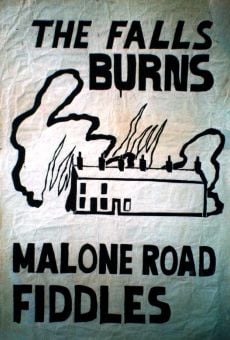 THE FALLS
BURNS
MALONE ROAD
FIDDLES